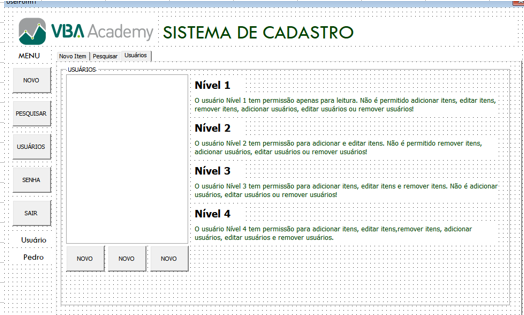 UserForm1
VBA Academy SISTEMA DE CADASTRO
MENU
Novo Item Pesquisar Usuários
USUÁRIOS
NOVO
PESQUISAR
USUÁRIOS
SENHA
SAIR
Usuário
Pedro
Nível 1
O usuário Nível 1 tem permissão apenas para leitura. Não é permitido adicionar itens, editar itens,
remover itens, adicionar usuários, editar usuários ou remover usuários!
Nível 2
O usuário Nível 2 tem permissão para adicionar e editar itens. Não é permitido remover itens,
adicionar usuários, editar usuários ou remover usuários!
Nível 3
O usuário Nível 3 tem permissão para adicionar itens, editar itens e remover itens. Não é adicionar
usuários, editar usuários ou remover usuários!
Nível 4
O usuário Nível 4 tem permissão para adicionar itens, editar itens,remover itens, adicionar
usuários, editar usuários e remover usuários.
NOVO NOVO NOVO